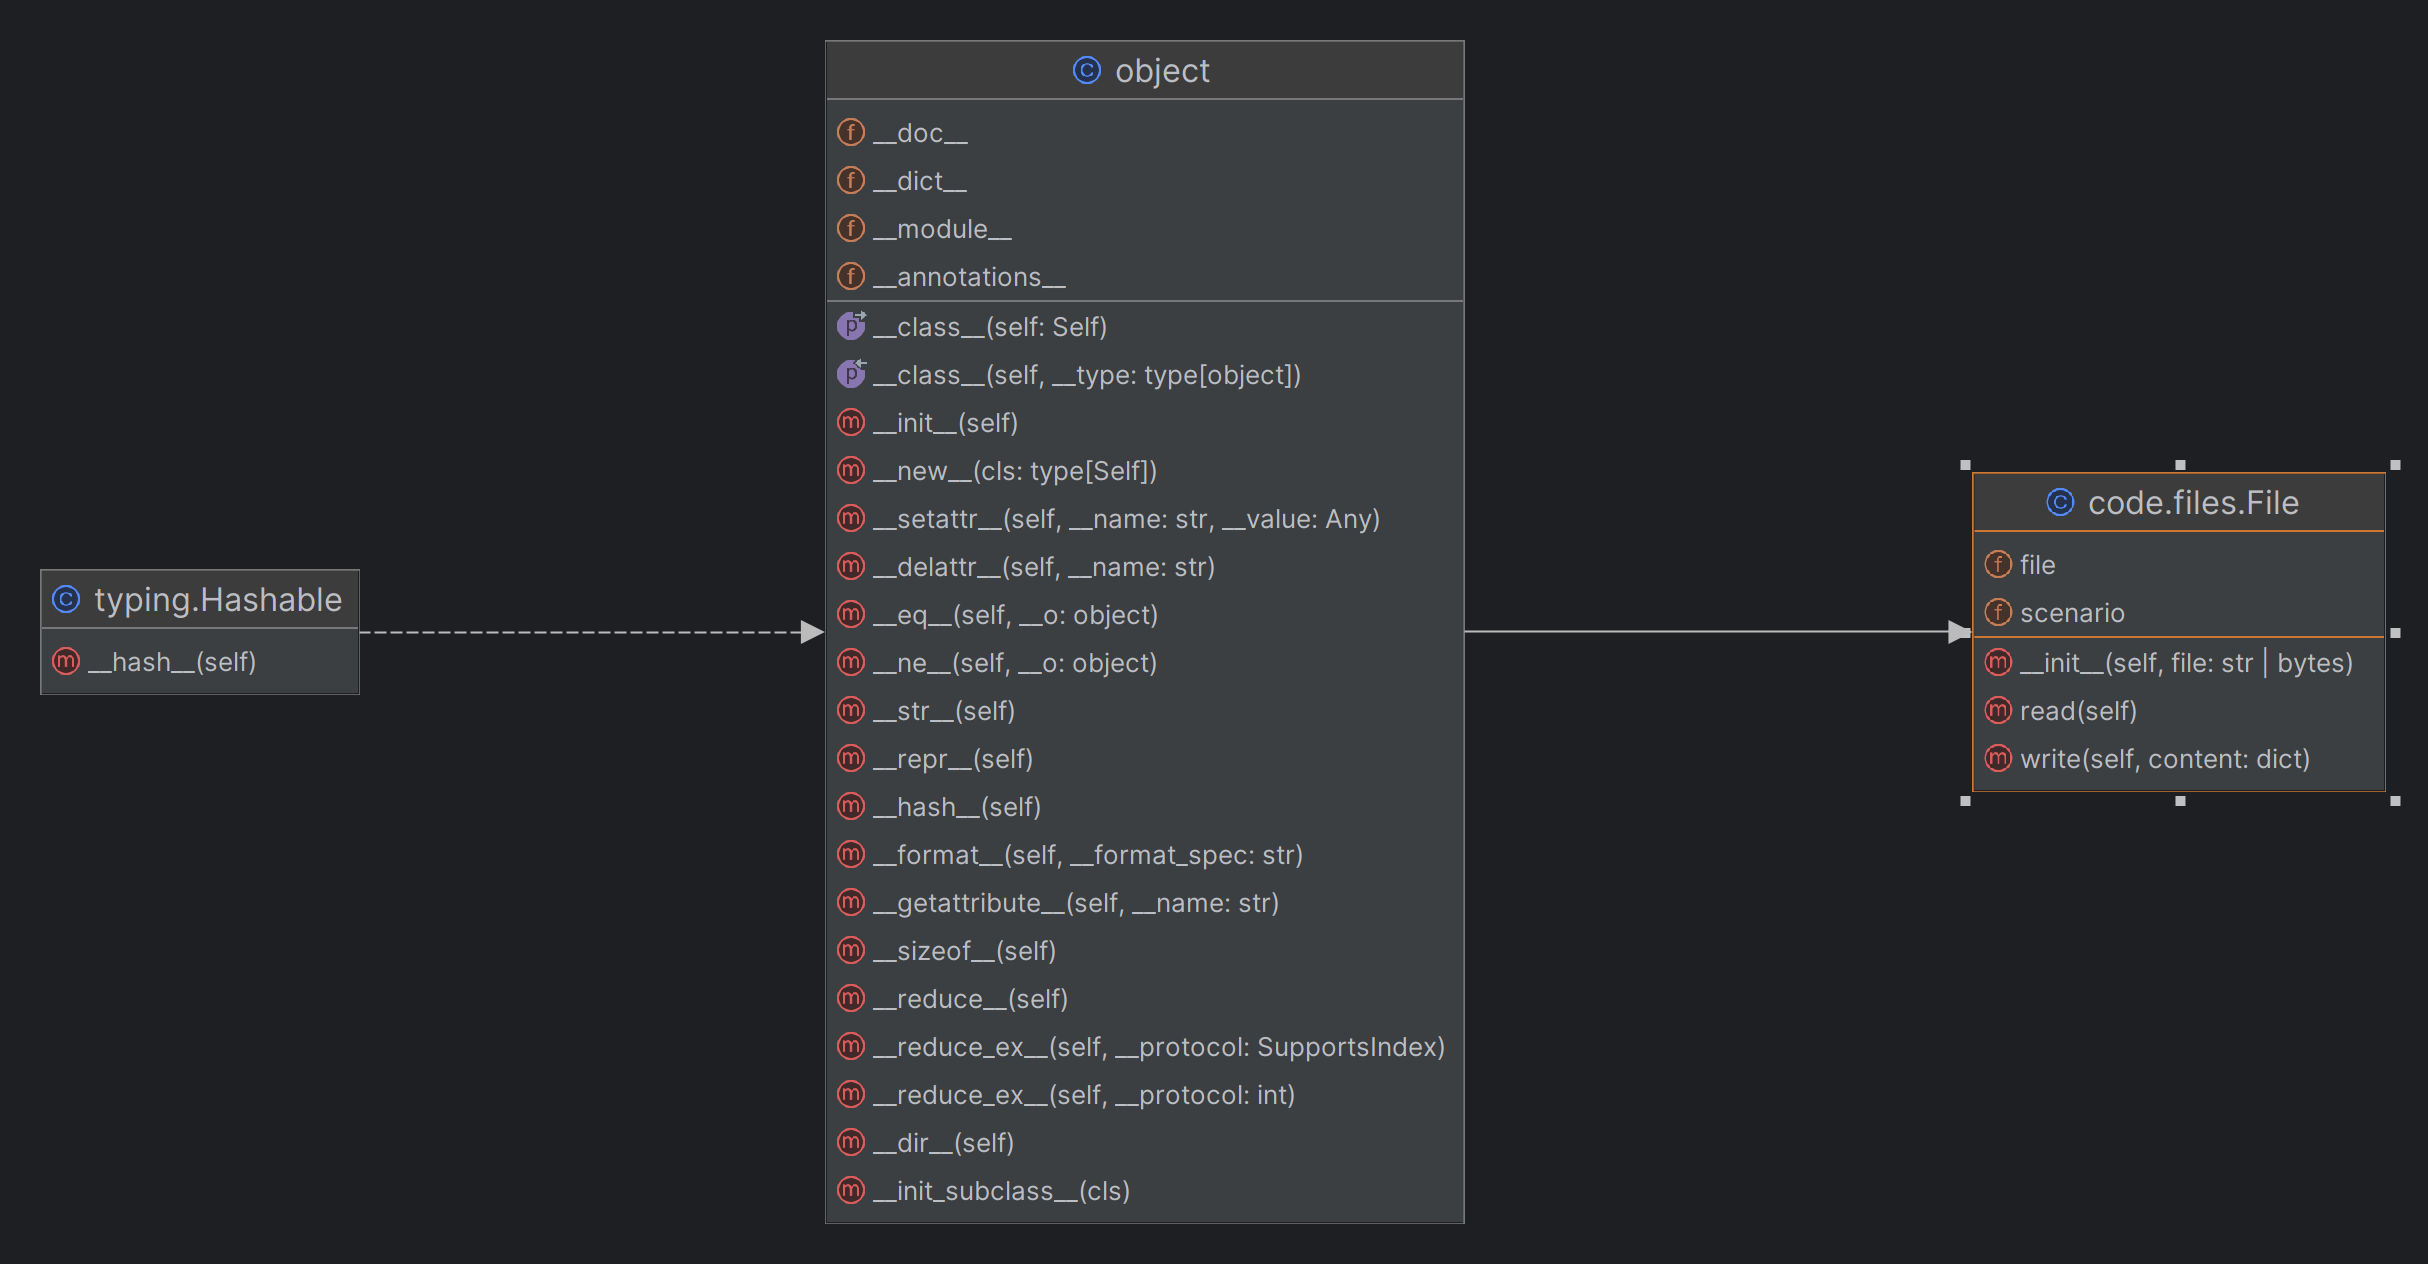 typing.Hashable
__hash__(self)
object
__doc__
__dict__
__module__
__annotations__
__class__(self: Self)
__class__(self, __type: type[object])
__init__(self)
__new__(cls: type[Self])
__setattr__(self, __name: str, __value: Any)
__delattr__(self, __name: str)
__eq__(self, __o: object)
__ne__(self, __o: object)
__str__(self)
__repr__(self)
__hash__(self)
__format__(self, __format_spec: str)
__getattribute__(self, __name: str)
__sizeof__(self)
__reduce__(self)
__reduce_ex__(self, __protocol: SupportsIndex)
__reduce_ex__(self, __protocol: int)
__dir__(self)
__init_subclass__(cls)
code.files.File
file
scenario
__init__(self, file: str | bytes)
read(self)
write(self, content: dict)